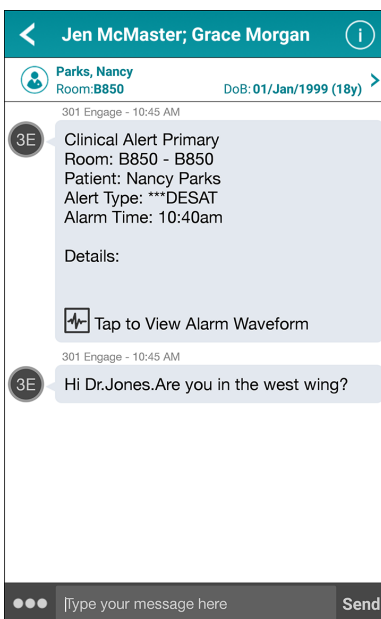 Jen McMaster; Grace Morgan
i
Parks, Nancy
Room:B850 DoB:01/Jan/1999 (18y)
301 Engage - 10:45 AM
3E
Clinical Alert Primary
Room: B850 - B850
Patient: Nancy Parks
Alert Type: ***DESAT
Alarm Time: 10:40am
Details:
Tap to View Alarm Waveform
301 Engage - 10:45 AM
3E
Hi Dr.Jones.Are you in the west wing?
Type your message here Send